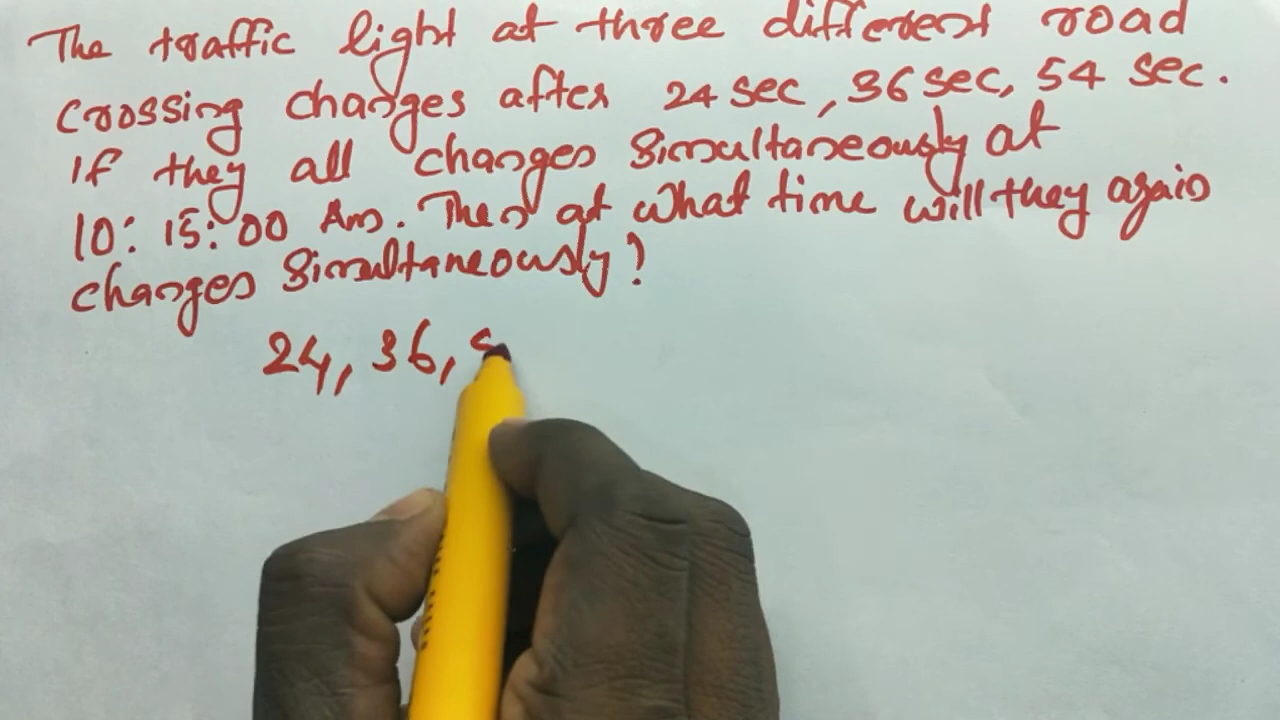 The traffic light at three different road
crossing changes after 24 sec, 36 sec, 54 sec.
If they all changes simultaneously at
10:15:00 Am. Then at what time will they again
changes simultaneously?
24, 36, 5